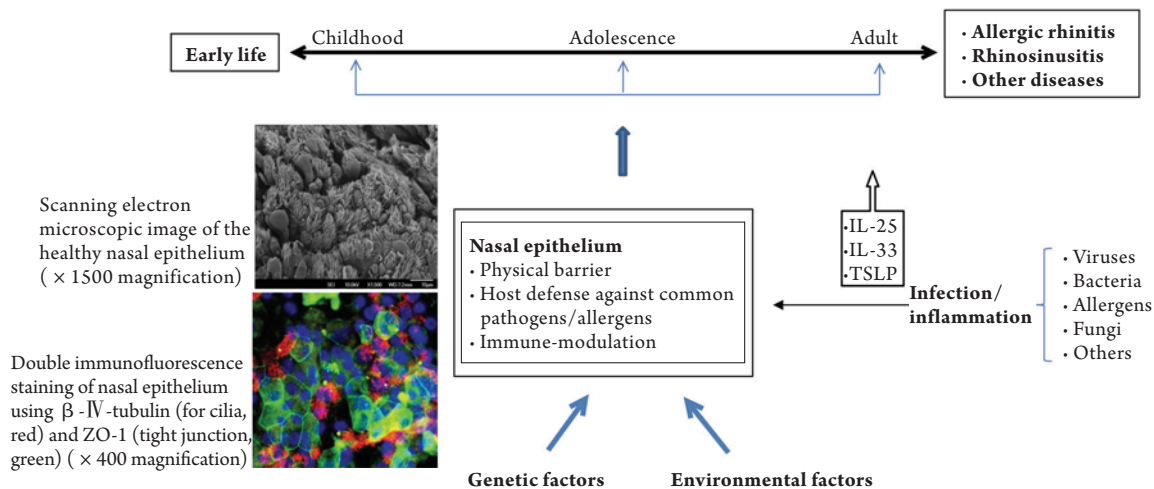 Early life
Childhood
Adolescence
Adult
· Allergic rhinitis
· Rhinosinusitis
· Other diseases
Scanning electron
microscopic image of the
healthy nasal epithelium
( × 1500 magnification)
Nasal epithelium
· Physical barrier
· Host defense against common
pathogens/allergens
· Immune-modulation
·IL-25
·IL-33
·TSLP
Infection/
inflammation
· Viruses
· Bacteria
· Allergens
· Fungi
· Others
Double immunofluorescence
staining of nasal epithelium
using β -Ⅳ-tubulin (for cilia,
red) and ZO-1 (tight junction,
green) ( × 400 magnification)
Genetic factors
Environmental factors